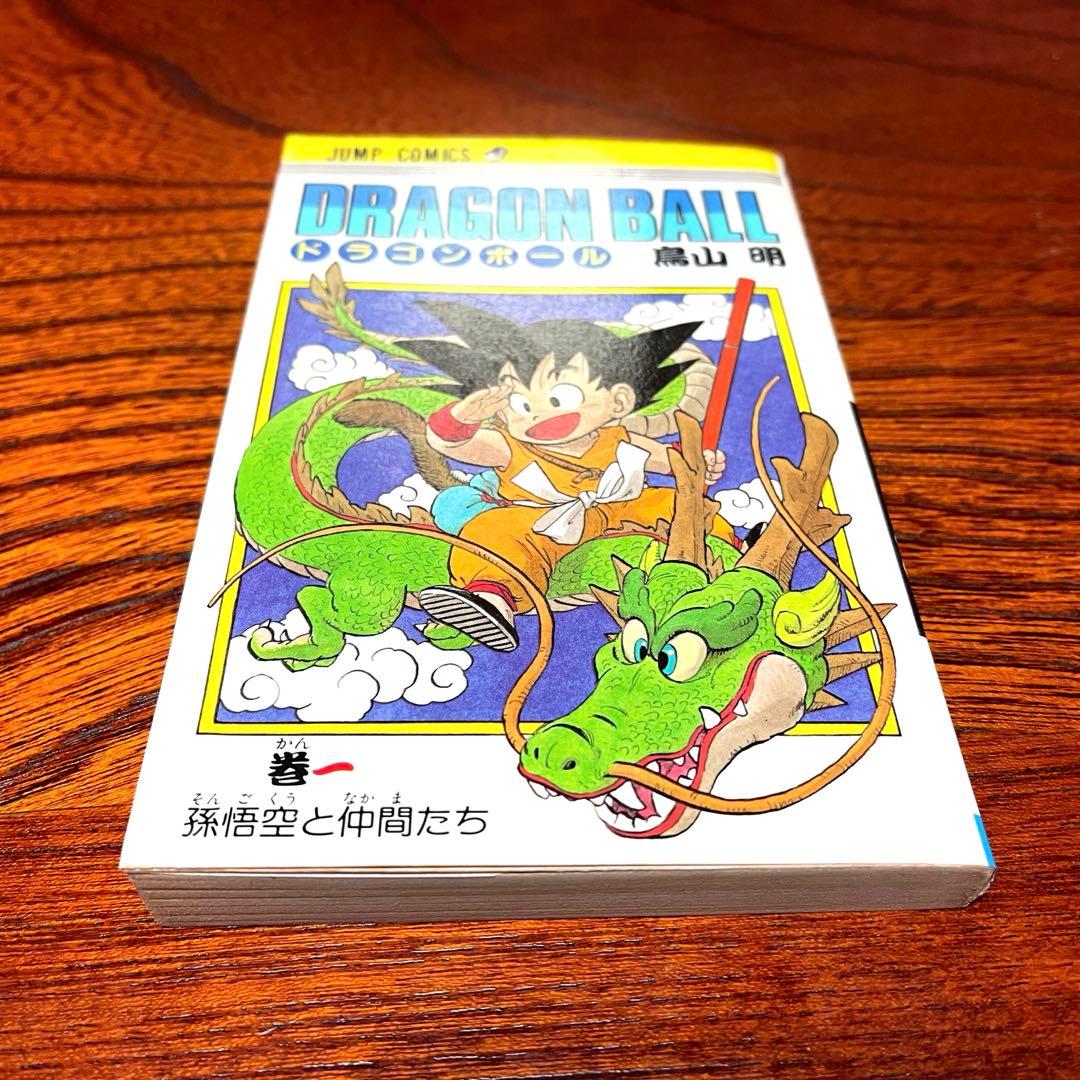 JUMP COMICS
DRAGON BALL
ドラゴンボール 鳥山 明
かん
巻一
そんごくう なかま
孫悟空と仲間たち